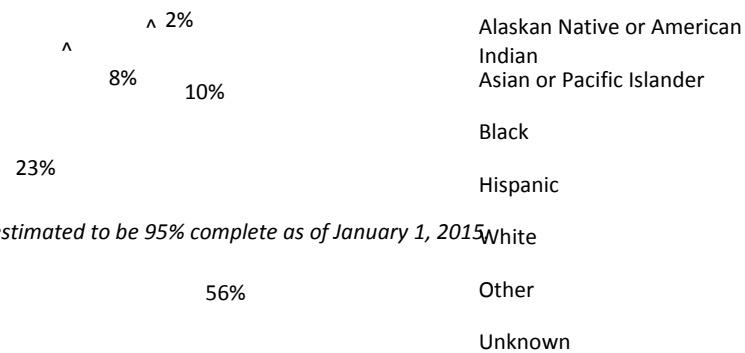 ^ 2%
^
8%
10%
23%
estimated to be 95% complete as of January 1, 2015
56%
Alaskan Native or American
Indian
Asian or Pacific Islander
Black
Hispanic
White
Other
Unknown